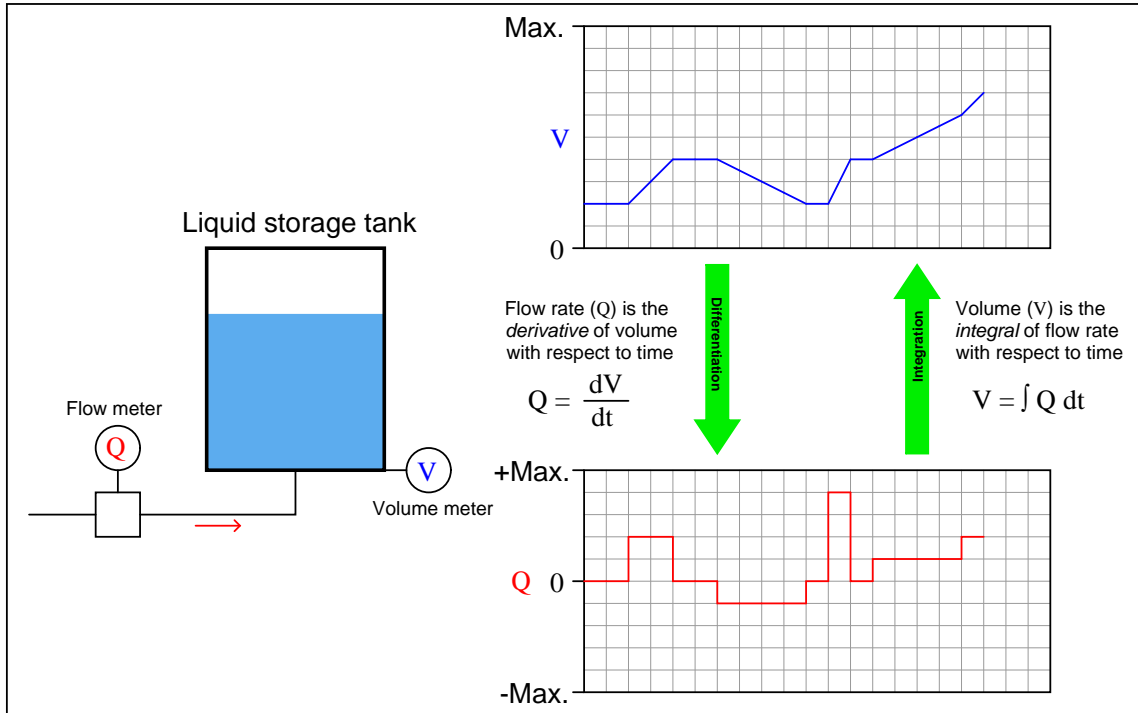 Liquid storage tank
Flow meter
Q
V
Volume meter
Max.
V
0
Flow rate (Q) is the
derivative of volume
with respect to time
Q = dV/dt
Differentiation
Integration
Volume (V) is the
integral of flow rate
with respect to time
V = ∫ Q dt
+Max.
Q 0
-Max.